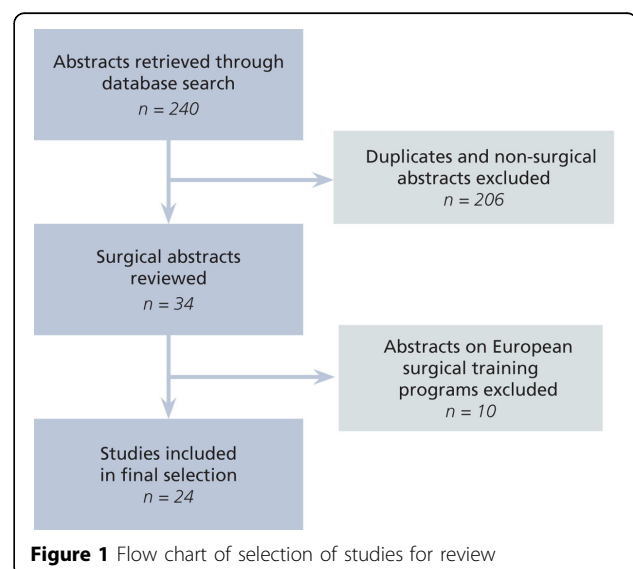 Abstracts retrieved through
database search
n = 240
Duplicates and non-surgical
abstracts excluded
n = 206
Surgical abstracts
reviewed
n = 34
Abstracts on European
surgical training
programs excluded
n = 10
Studies included
in final selection
n = 24
Figure 1 Flow chart of selection of studies for review